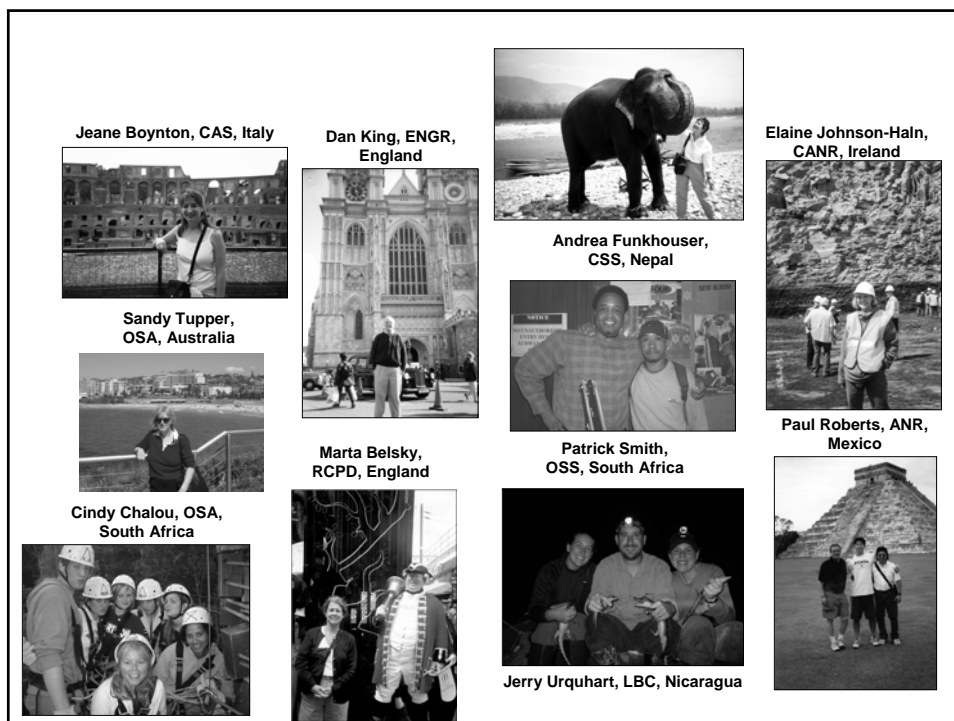 Jeane Boynton, CAS, Italy
Dan King, ENGR,
England
Elaine Johnson-Haln,
CANR, Ireland
Andrea Funkhouser,
CSS, Nepal
Sandy Tupper,
OSA, Australia
NOTICE
Paul Roberts, ANR,
Mexico
Marta Belsky,
RCPD, England
Patrick Smith,
OSS, South Africa
Cindy Chalou, OSA,
South Africa
Jerry Urquhart, LBC, Nicaragua